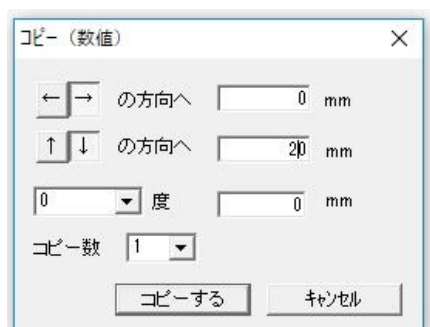 コピー（数値）
← → の方向へ 0 mm
↑ ↓ の方向へ 20 mm
0 度 0 mm
コピー数 1
コピーする キャンセル